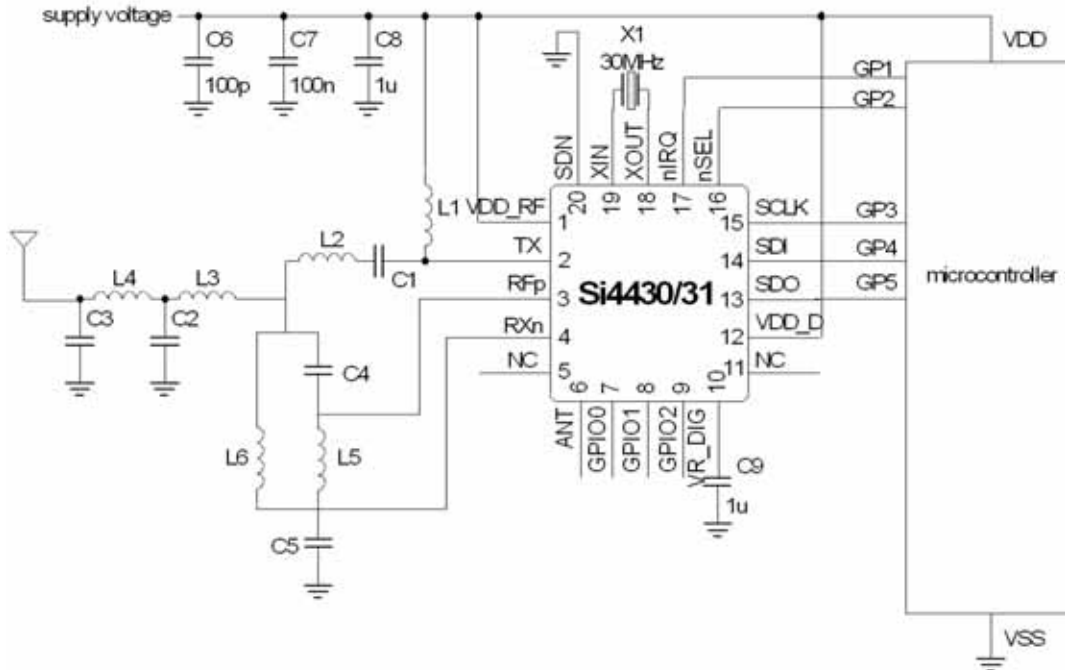 supply voltage
C6
100p
C7
100n
C8
1u
X1
30MHz
VDD
GP1
GP2
SDN
XIN
XOUT
nIRQ
nSEL
20
19
18
17
16
L1
VDD_RF
1
15
SCLK
GP3
TX
2
14
SDI
GP4
RFp
3
Si4430/31
13
SDO
GP5
microcontroller
RXn
4
12
VDD_D
NC
5
11
NC
6
7
8
9
10
ANT
GPIO0
GPIO1
GPIO2
VR_DIG
C9
1u
L2
C1
L4
L3
C3
C2
C4
L6
L5
C5
VSS